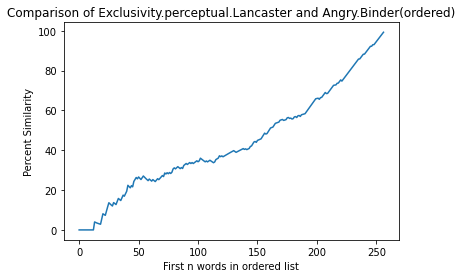 Comparison of Exclusivity.perceptual.Lancaster and Angry.Binder(ordered)
100
80
60
40
20
0
Percent Similarity
0 50 100 150 200 250
First n words in ordered list